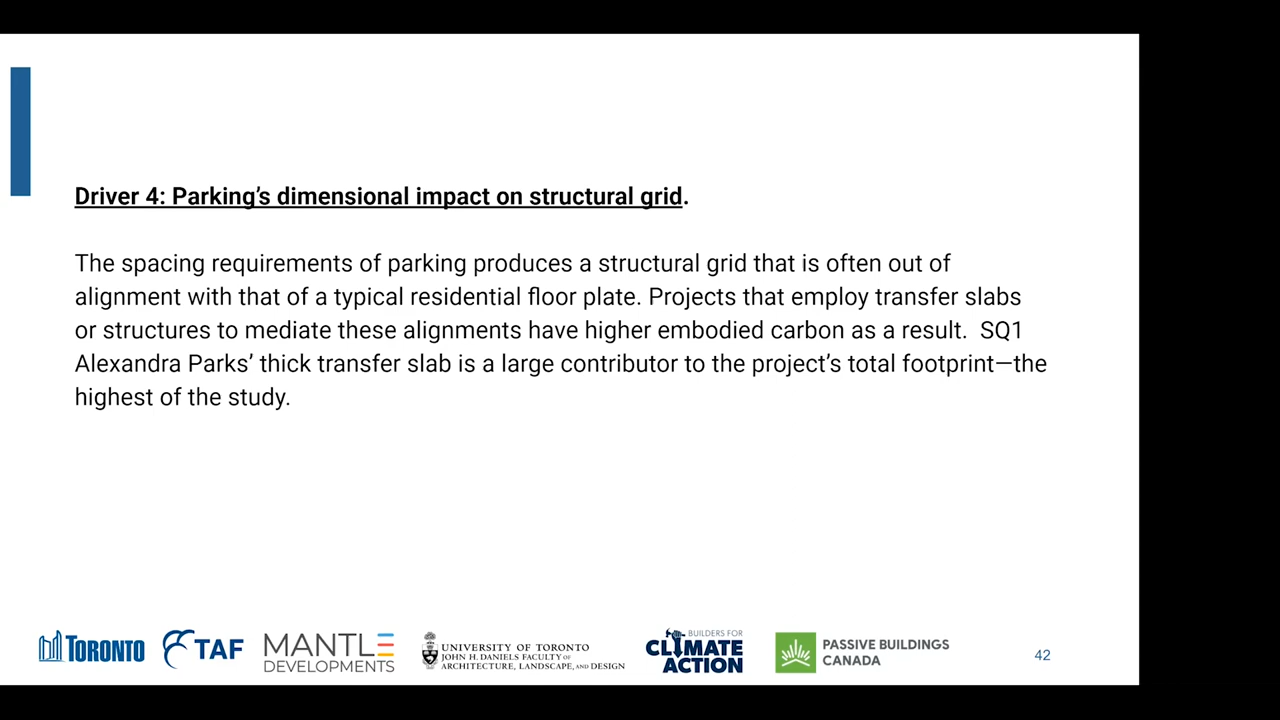 Driver 4: Parking’s dimensional impact on structural grid.
The spacing requirements of parking produces a structural grid that is often out of
alignment with that of a typical residential floor plate. Projects that employ transfer slabs
or structures to mediate these alignments have higher embodied carbon as a result.  SQ1
Alexandra Parks’ thick transfer slab is a large contributor to the project’s total footprint—the
highest of the study.
TORONTO
TAF
MANTLE
DEVELOPMENTS
UNIVERSITY OF TORONTO
JOHN H. DANIELS FACULTY OF
ARCHITECTURE, LANDSCAPE, AND DESIGN
BUILDERS FOR
CLIMATE
ACTION
PASSIVE BUILDINGS
CANADA
42